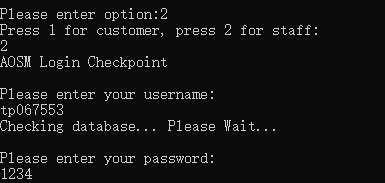 Please enter option:2
Press 1 for customer, press 2 for staff:
2
AOSM Login Checkpoint
Please enter your username:
tp067553
Checking database... Please Wait...
Please enter your password:
1234